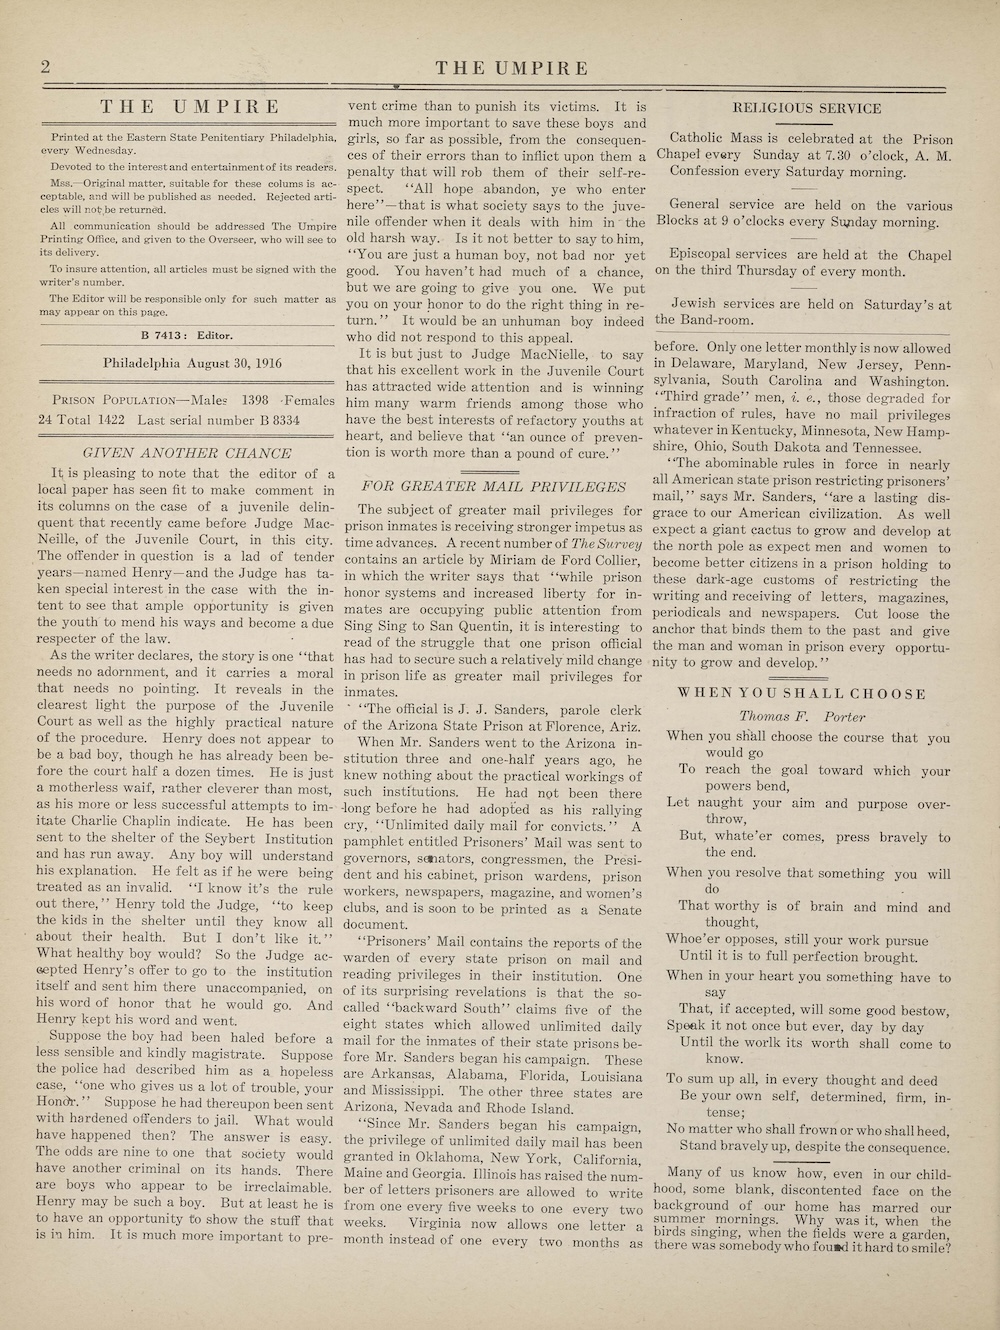 2
THE UMPIRE
THE UMPIRE
Printed at the Eastern State Penitentiary Philadelphia,
every Wednesday.
Devoted to the interest and entertainment of its readers.
Mss.—Original matter, suitable for these colums is ac-
ceptable, and will be published as needed. Rejected arti-
cles will not be returned.
All communication should be addressed The Umpire
Printing Office, and given to the Overseer, who will see to
its delivery.
To insure attention, all articles must be signed with the
writer's number.
The Editor will be responsible only for such matter as
may appear on this page.
B 7413: Editor.
Philadelphia August 30, 1916
PRISON POPULATION—Males 1398 -Females
24 Total 1422 Last serial number B 8334
GIVEN ANOTHER CHANCE
It is pleasing to note that the editor of a
local paper has seen fit to make comment in
its columns on the case of a juvenile delin-
quent that recently came before Judge Mac-
Neille, of the Juvenile Court, in this city.
The offender in question is a lad of tender
years—named Henry—and the Judge has ta-
ken special interest in the case with the in-
tent to see that ample opportunity is given
the youth to mend his ways and become a due
respecter of the law.
As the writer declares, the story is one "that
needs no adornment, and it carries a moral
that needs no pointing. It reveals in the
clearest light the purpose of the Juvenile
Court as well as the highly practical nature
of the procedure. Henry does not appear to
be a bad boy, though he has already been be-
fore the court half a dozen times. He is just
a motherless waif, rather cleverer than most,
as his more or less successful attempts to im-
itate Charlie Chaplin indicate. He has been
sent to the shelter of the Seybert Institution
and has run away. Any boy will understand
his explanation. He felt as if he were being
treated as an invalid. "I know it's the rule
out there," Henry told the Judge, "to keep
the kids in the shelter until they know all
about their health. But I don't like it."
What healthy boy would? So the Judge ac-
cepted Henry's offer to go to the institution
itself and sent him there unaccompanied, on
his word of honor that he would go. And
Henry kept his word and went.
Suppose the boy had been haled before a
less sensible and kindly magistrate. Suppose
the police had described him as a hopeless
case, "one who gives us a lot of trouble, your
Honor." Suppose he had thereupon been sent
with hardened offenders to jail. What would
have happened then? The answer is easy.
The odds are nine to one that society would
have another criminal on its hands. There
are boys who appear to be irreclaimable.
Henry may be such a boy. But at least he is
to have an opportunity to show the stuff that
is in him. It is much more important to pre-
vent crime than to punish its victims. It is
much more important to save these boys and
girls, so far as possible, from the consequen-
ces of their errors than to inflict upon them a
penalty that will rob them of their self-re-
spect. "All hope abandon, ye who enter
here"—that is what society says to the juve-
nile offender when it deals with him in the
old harsh way. Is it not better to say to him,
"You are just a human boy, not bad nor yet
good. You haven't had much of a chance,
but we are going to give you one. We put
you on your honor to do the right thing in re-
turn." It would be an unhuman boy indeed
who did not respond to this appeal.
It is but just to Judge MacNielle, to say
that his excellent work in the Juvenile Court
has attracted wide attention and is winning
him many warm friends among those who
have the best interests of refractory youths at
heart, and believe that "an ounce of preven-
tion is worth more than a pound of cure."
FOR GREATER MAIL PRIVILEGES
The subject of greater mail privileges for
prison inmates is receiving stronger impetus as
time advances. A recent number of The Survey
contains an article by Miriam de Ford Collier,
in which the writer says that "while prison
honor systems and increased liberty for in-
mates are occupying public attention from
Sing Sing to San Quentin, it is interesting to
read of the struggle that one prison official
has had to secure such a relatively mild change
in prison life as greater mail privileges for
inmates.
"The official is J. J. Sanders, parole clerk
of the Arizona State Prison at Florence, Ariz.
When Mr. Sanders went to the Arizona in-
stitution three and one-half years ago, he
knew nothing about the practical workings of
such institutions. He had not been there
long before he had adopted as his rallying
cry, "Unlimited daily mail for convicts." A
pamphlet entitled Prisoners' Mail was sent to
governors, senators, congressmen, the Presi-
dent and his cabinet, prison wardens, prison
workers, newspapers, magazine, and women's
clubs, and is soon to be printed as a Senate
document.
"Prisoners' Mail contains the reports of the
warden of every state prison on mail and
reading privileges in their institution. One
of its surprising revelations is that the so-
called "backward South" claims five of the
eight states which allowed unlimited daily
mail for the inmates of their state prisons be-
fore Mr. Sanders began his campaign. These
are Arkansas, Alabama, Florida, Louisiana
and Mississippi. The other three states are
Arizona, Nevada and Rhode Island.
"Since Mr. Sanders began his campaign,
the privilege of unlimited daily mail has been
granted in Oklahoma, New York, California,
Maine and Georgia. Illinois has raised the num-
ber of letters prisoners are allowed to write
from one every five weeks to one every two
weeks. Virginia now allows one letter a
month instead of one every two months as
RELIGIOUS SERVICE
Catholic Mass is celebrated at the Prison
Chapel every Sunday at 7.30 o'clock, A. M.
Confession every Saturday morning.
General service are held on the various
Blocks at 9 o'clocks every Sunday morning.
Episcopal services are held at the Chapel
on the third Thursday of every month.
Jewish services are held on Saturday's at
the Band-room.
before. Only one letter monthly is now allowed
in Delaware, Maryland, New Jersey, Penn-
sylvania, South Carolina and Washington.
"Third grade" men, i. e., those degraded for
infraction of rules, have no mail privileges
whatever in Kentucky, Minnesota, New Hamp-
shire, Ohio, South Dakota and Tennessee.
"The abominable rules in force in nearly
all American state prison restricting prisoners'
mail," says Mr. Sanders, "are a lasting dis-
grace to our American civilization. As well
expect a giant cactus to grow and develop at
the north pole as expect men and women to
become better citizens in a prison holding to
these dark-age customs of restricting the
writing and receiving of letters, magazines,
periodicals and newspapers. Cut loose the
anchor that binds them to the past and give
the man and woman in prison every opportu-
nity to grow and develop."
WHEN YOU SHALL CHOOSE
Thomas F. Porter
When you shall choose the course that you
would go
To reach the goal toward which your
powers bend,
Let naught your aim and purpose over-
throw,
But, whate'er comes, press bravely to
the end.
When you resolve that something you will
do
That worthy is of brain and mind and
thought,
Whoe'er opposes, still your work pursue
Until it is to full perfection brought.
When in your heart you something have to
say
That, if accepted, will some good bestow,
Speak it not once but ever, day by day
Until the worlk its worth shall come to
know.
To sum up all, in every thought and deed
Be your own self, determined, firm, in-
tense;
No matter who shall frown or who shall heed,
Stand bravely up, despite the consequence.
Many of us know how, even in our child-
hood, some blank, discontented face on the
background of our home has marred our
summer mornings. Why was it, when the
birds singing, when the fields were a garden,
there was somebody who found it hard to smile?